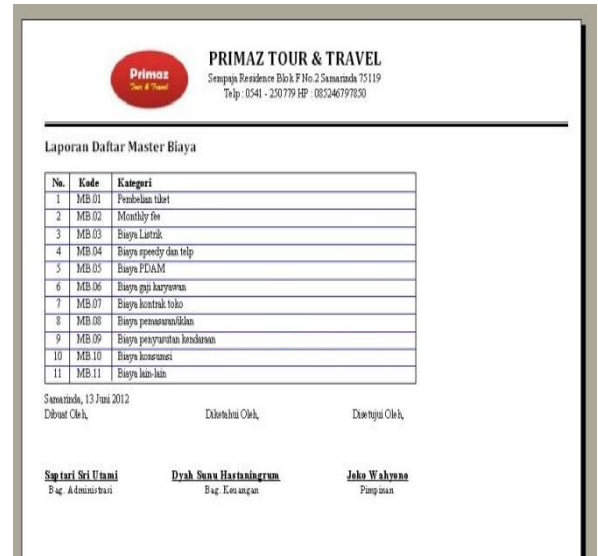 Primaz
Tour & Travel
PRIMAZ TOUR & TRAVEL
Sempaja Residence Blok F No.2 Samarinda 75119
Telp : 0541 - 250779 HP : 085246797850
Laporan Daftar Master Biaya
No. Kode Kategori
1 MB.01 Pembelian tiket
2 MB.02 Monthly fee
3 MB.03 Biaya Listrik
4 MB.04 Biaya speedy dan telp
5 MB.05 Biaya PDAM
6 MB.06 Biaya gaji karyawan
7 MB.07 Biaya kontrak toko
8 MB.08 Biaya pemasaran/iklan
9 MB.09 Biaya penyusutan kendaraan
10 MB.10 Biaya konsumsi
11 MB.11 Biaya lain-lain
Samarinda, 13 Juni 2012
Dibuat Oleh, Diketahui Oleh, Disetujui Oleh,
Saptari Sri Utami Dyah Sunu Hastaningrum Joko Wahyono
Bag. Administrasi Bag. Keuangan Pimpinan